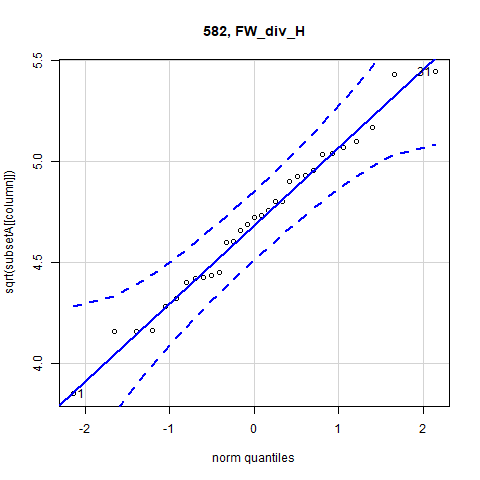 582, FW_div_H
sqrt(subsetA[[column]])
5.5
5.0
4.5
4.0
31
1
-2 -1 0 1 2
norm quantiles